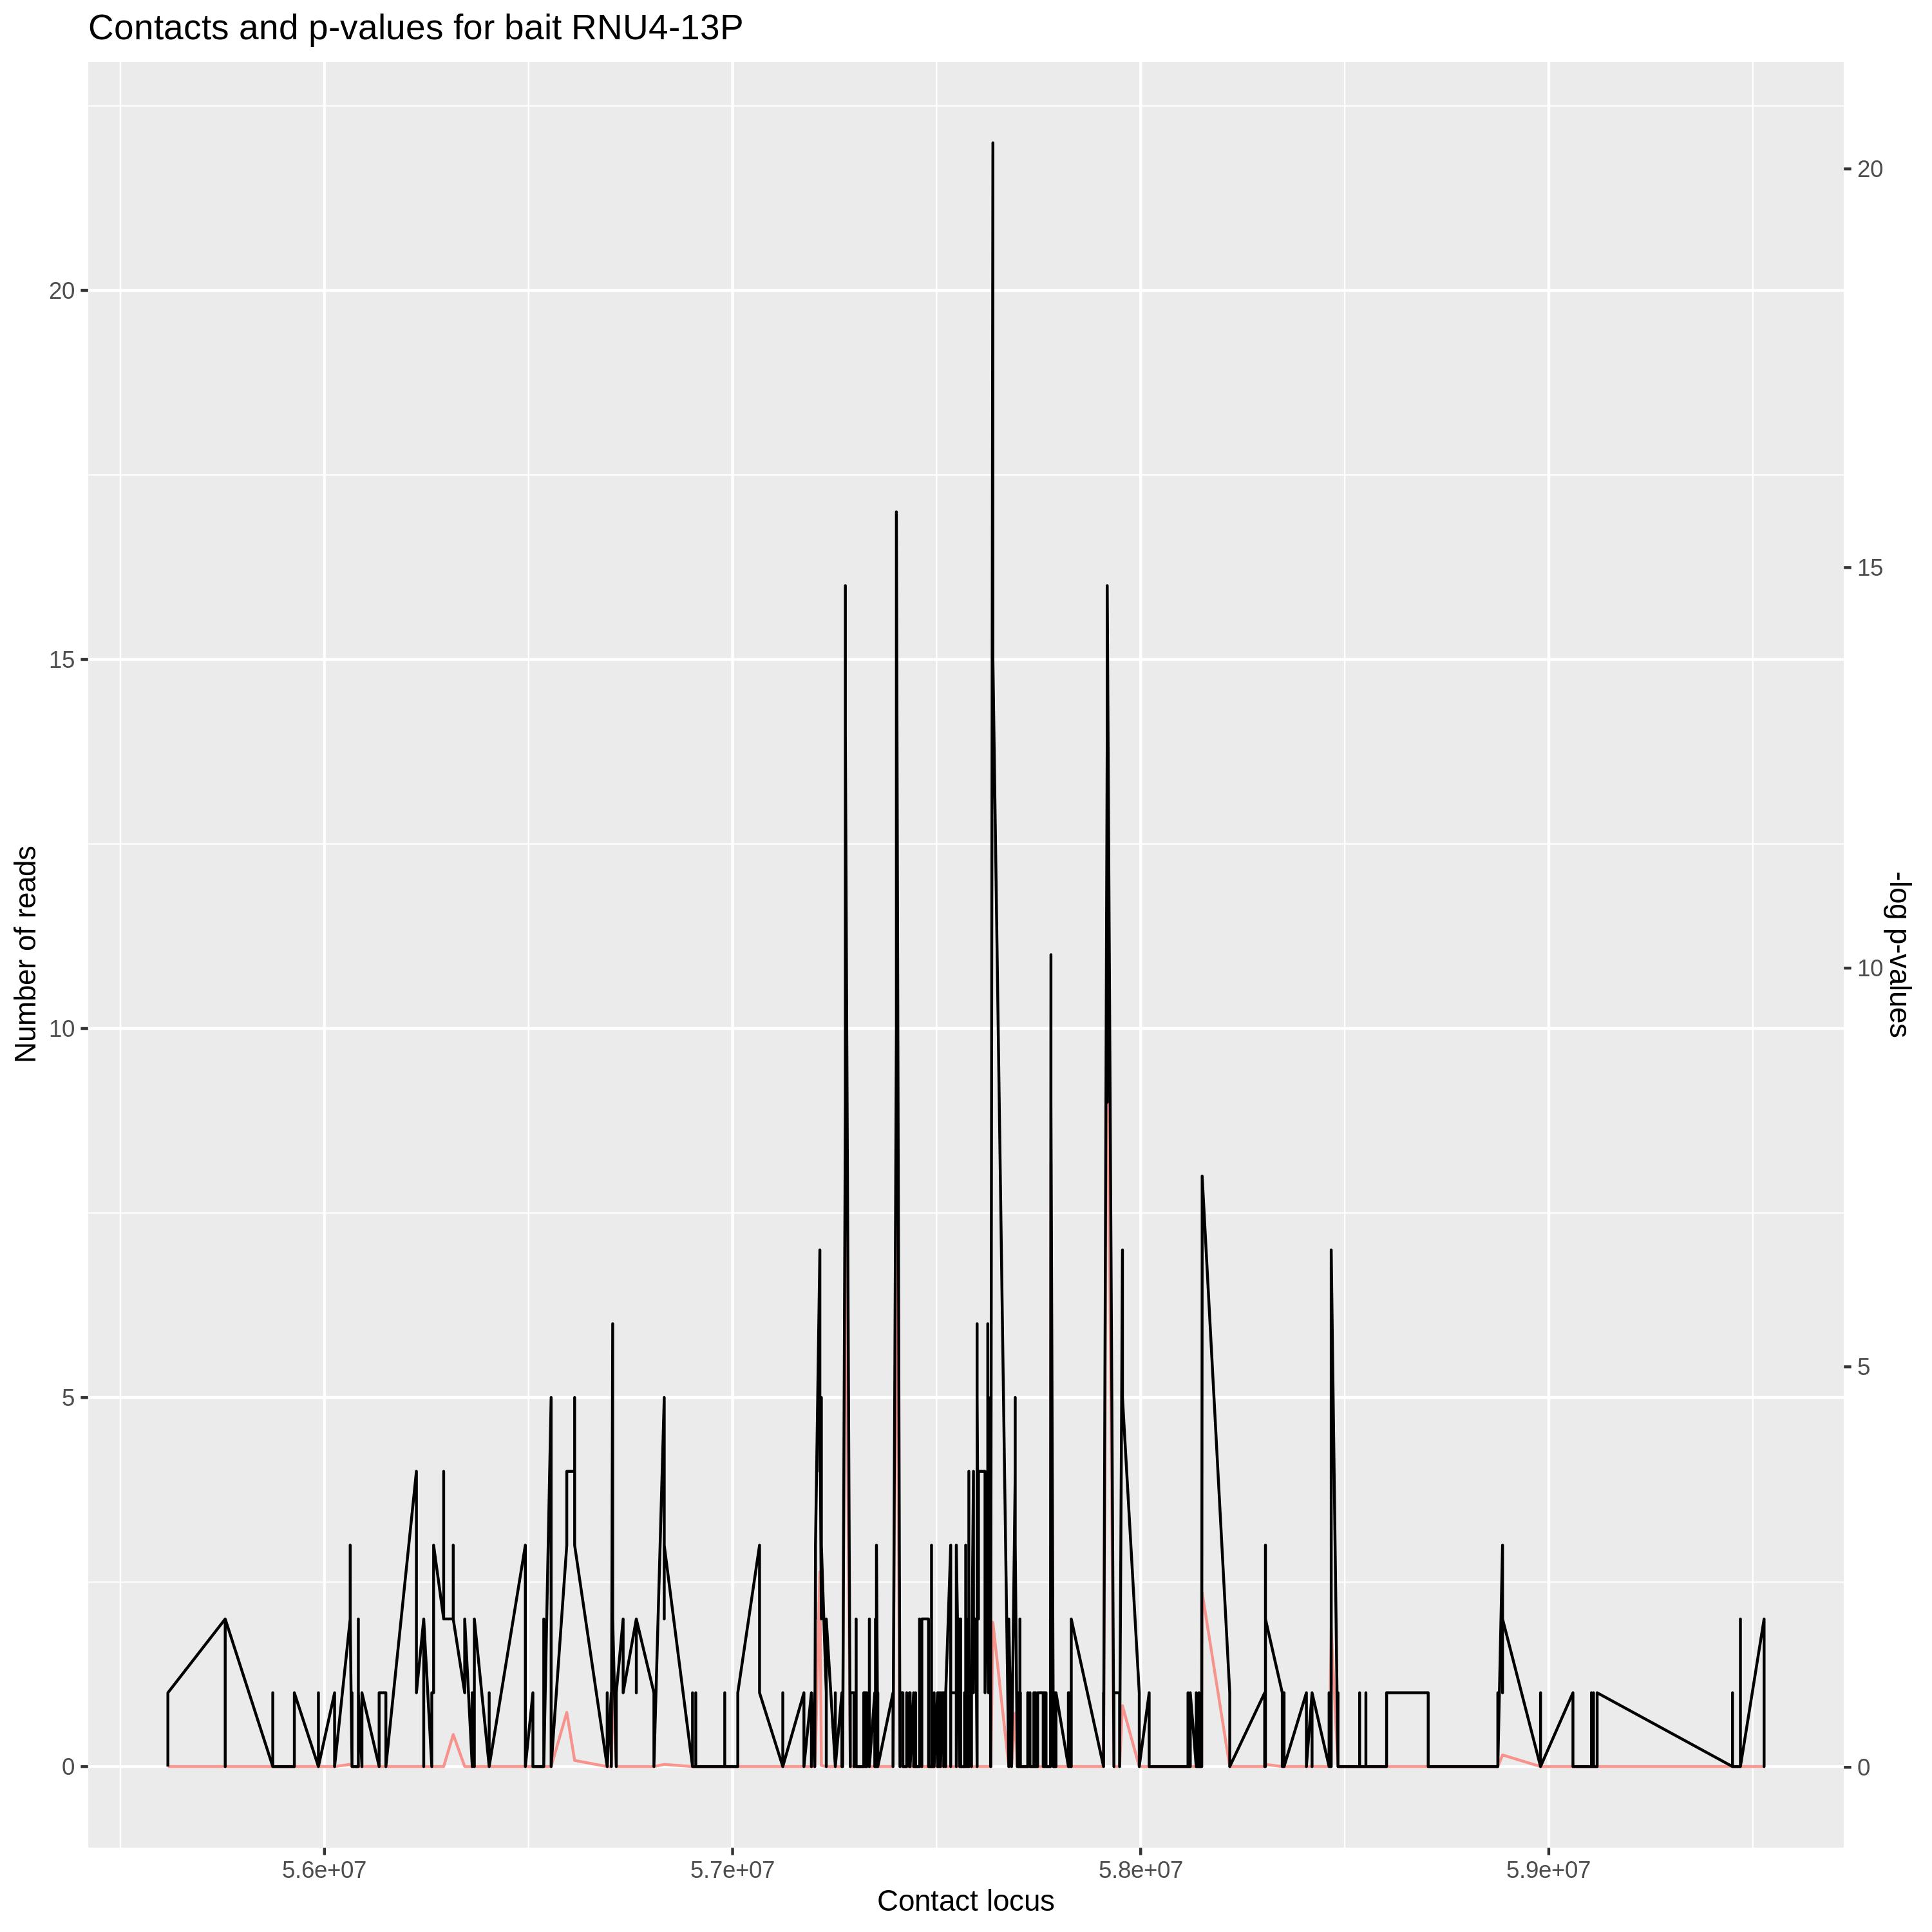 Contacts and p-values for bait RNU4-13P
20
15
10
5
0
Number of reads
20
15
10
5
0
-log p-values
5.6e+07
5.7e+07
5.8e+07
5.9e+07
Contact locus